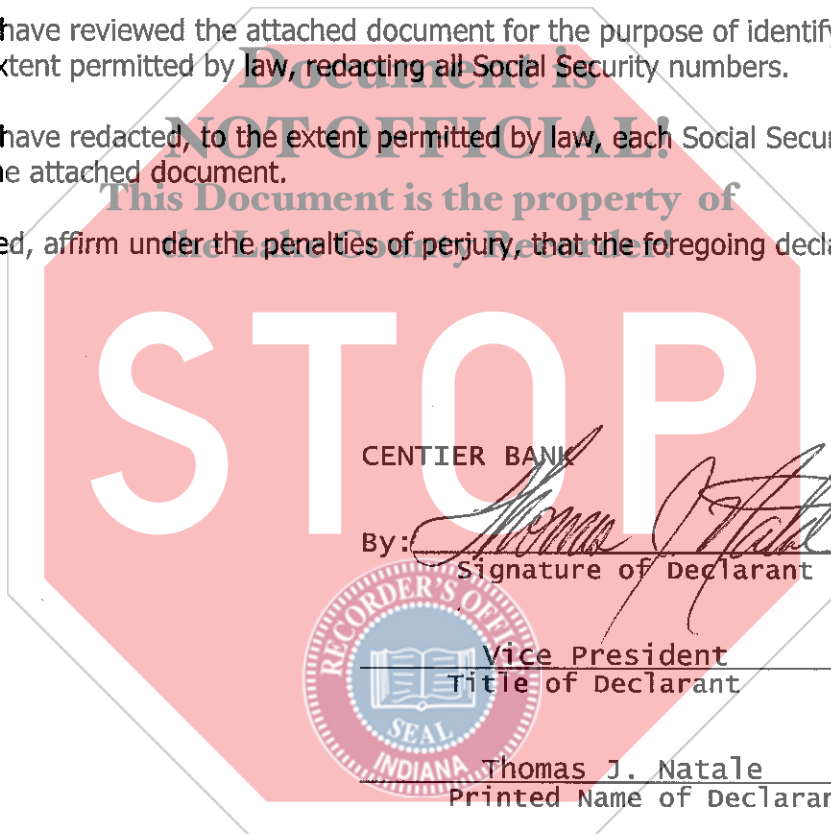 have reviewed the attached document for the purpose of identify
xtent permitted by law, redacting all Social Security numbers.
Document is
have redacted, to the extent permitted by law, each Social Secur
NOT OFFICIAL!
he attached document.
This Document is the property of
ed, affirm under the penalties of perjury, that the foregoing decla
the Lake County Recorder!
STOP
CENTIER BANK
By: Thomas J Natale
Signature of Declarant
RECORDER'S OFFICE
Vice President
Title of Declarant
SEAL
INDIANA
Thomas J. Natale
Printed Name of Declaran